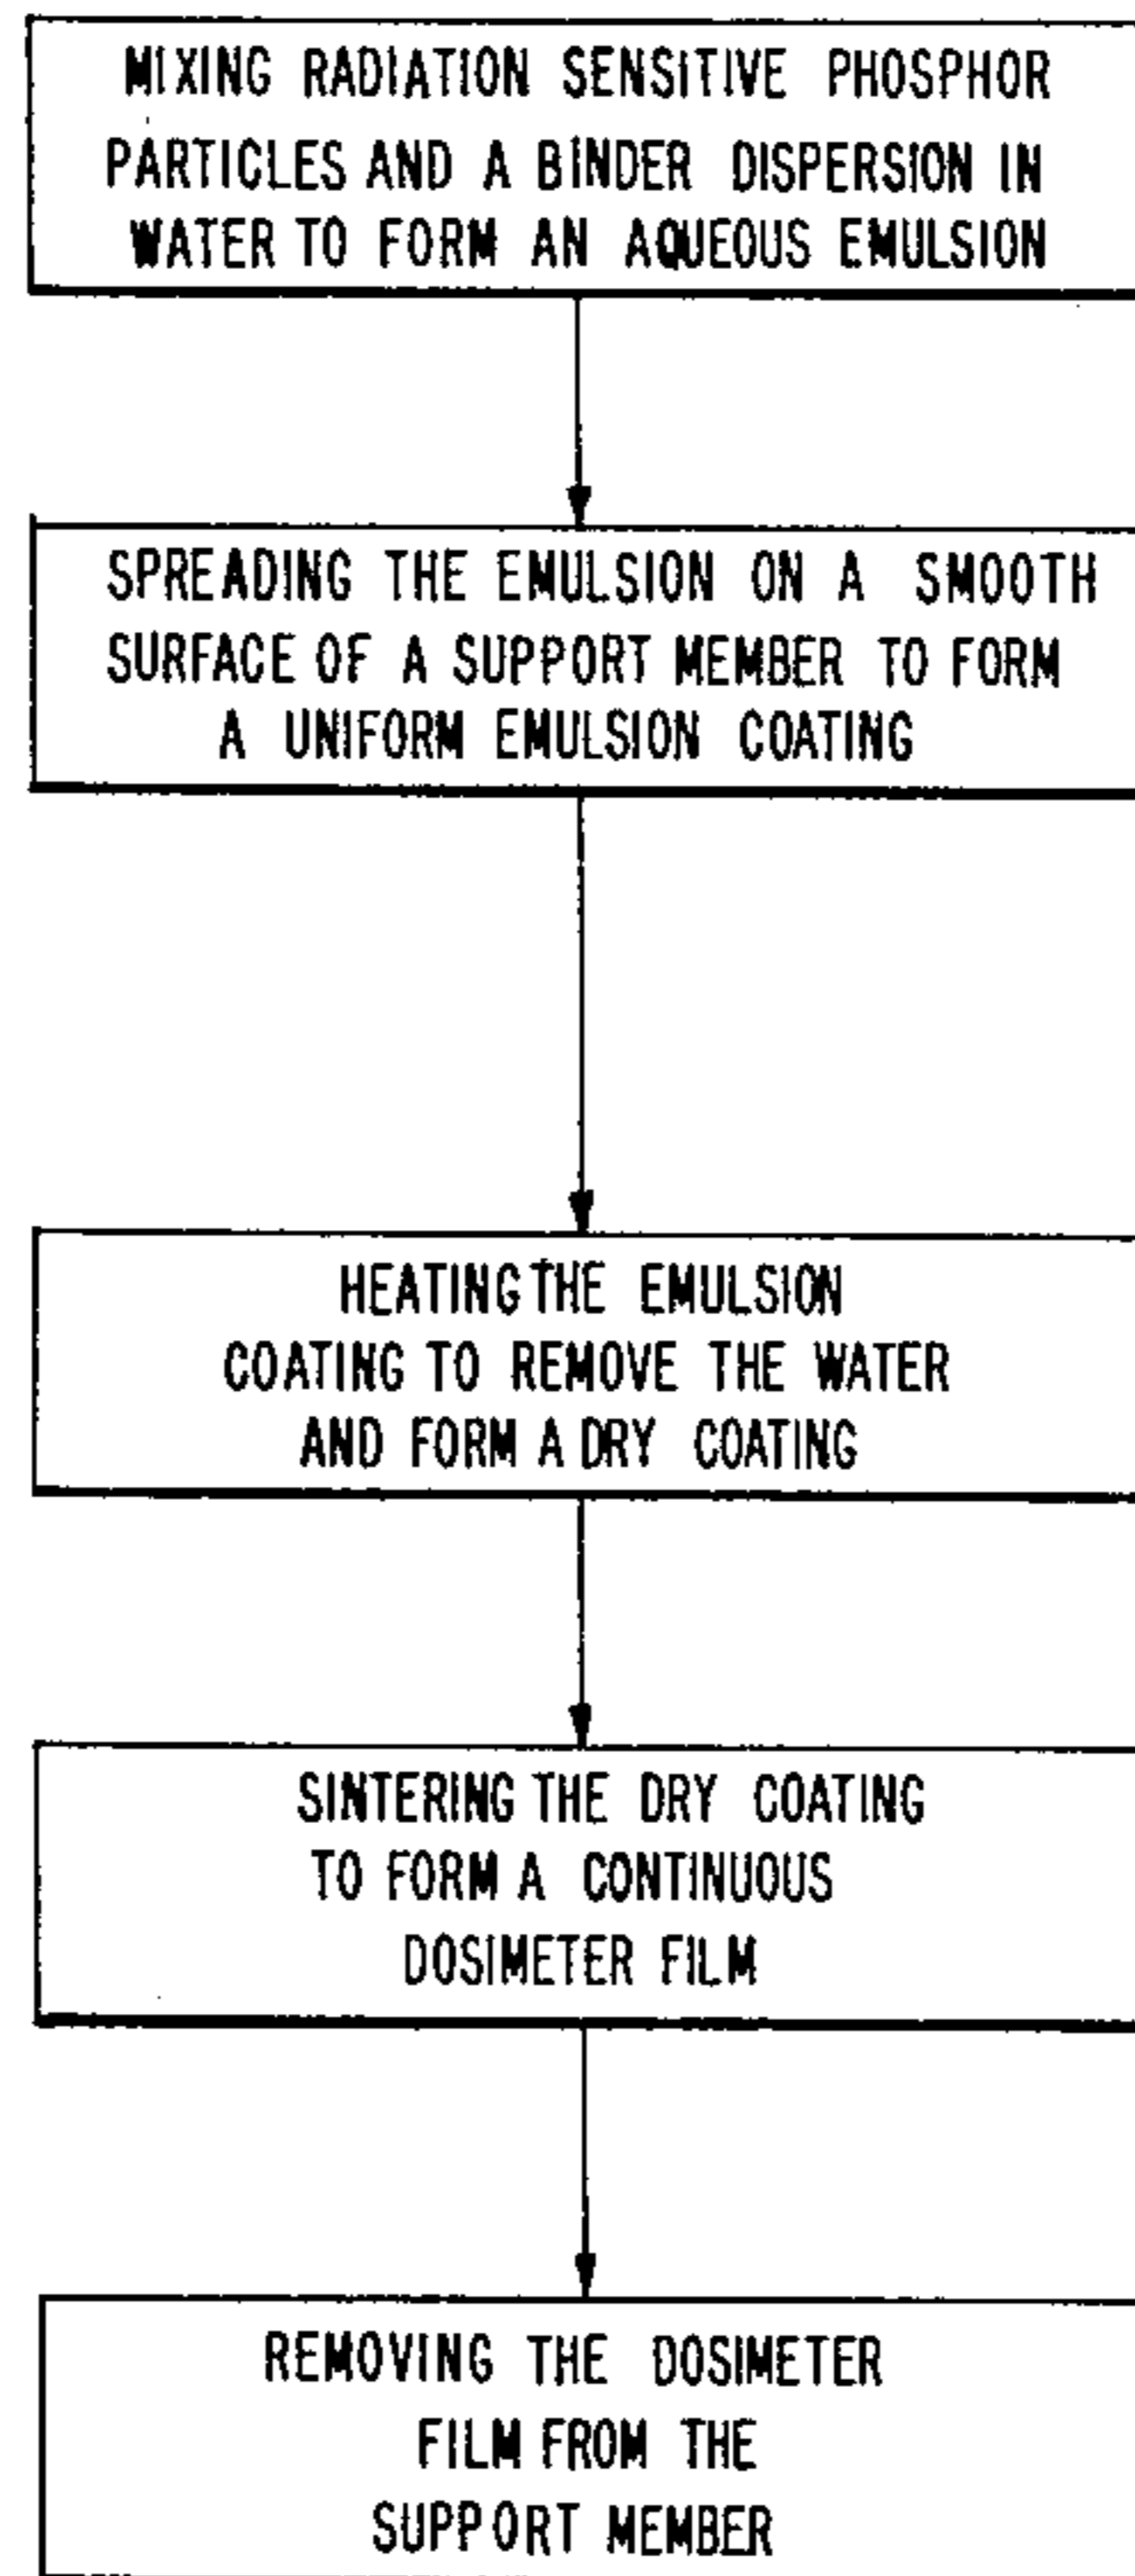 MIXING RADIATION SENSITIVE PHOSPHOR
PARTICLES AND A BINDER DISPERSION IN
WATER TO FORM AN AQUEOUS EMULSION
SPREADING THE EMULSION ON A SMOOTH
SURFACE OF A SUPPORT MEMBER TO FORM
A UNIFORM EMULSION COATING
HEATING THE EMULSION
COATING TO REMOVE THE WATER
AND FORM A DRY COATING
SINTERING THE DRY COATING
TO FORM A CONTINUOUS
DOSIMETER FILM
REMOVING THE DOSIMETER
FILM FROM THE
SUPPORT MEMBER